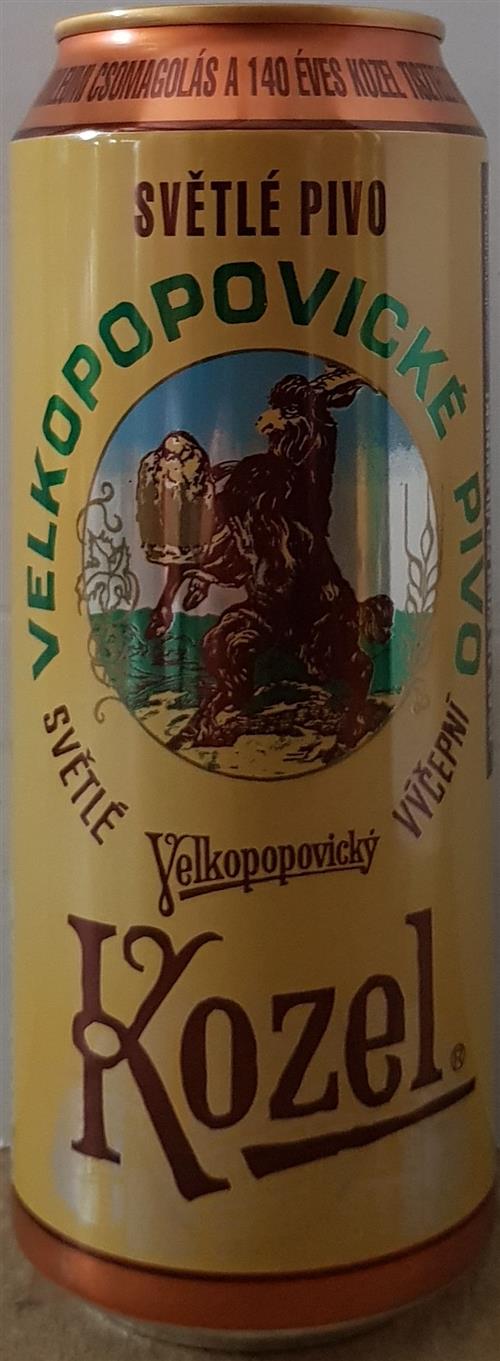 CSOMAGOLÁS A 140 ÉVES KOZEL
SVĚTLÉ PIVO
VELKOPOPOVICKÉ PIVO
SVĚTLÉ VÝČEPNÍ
Velkopopovický
Kozel®